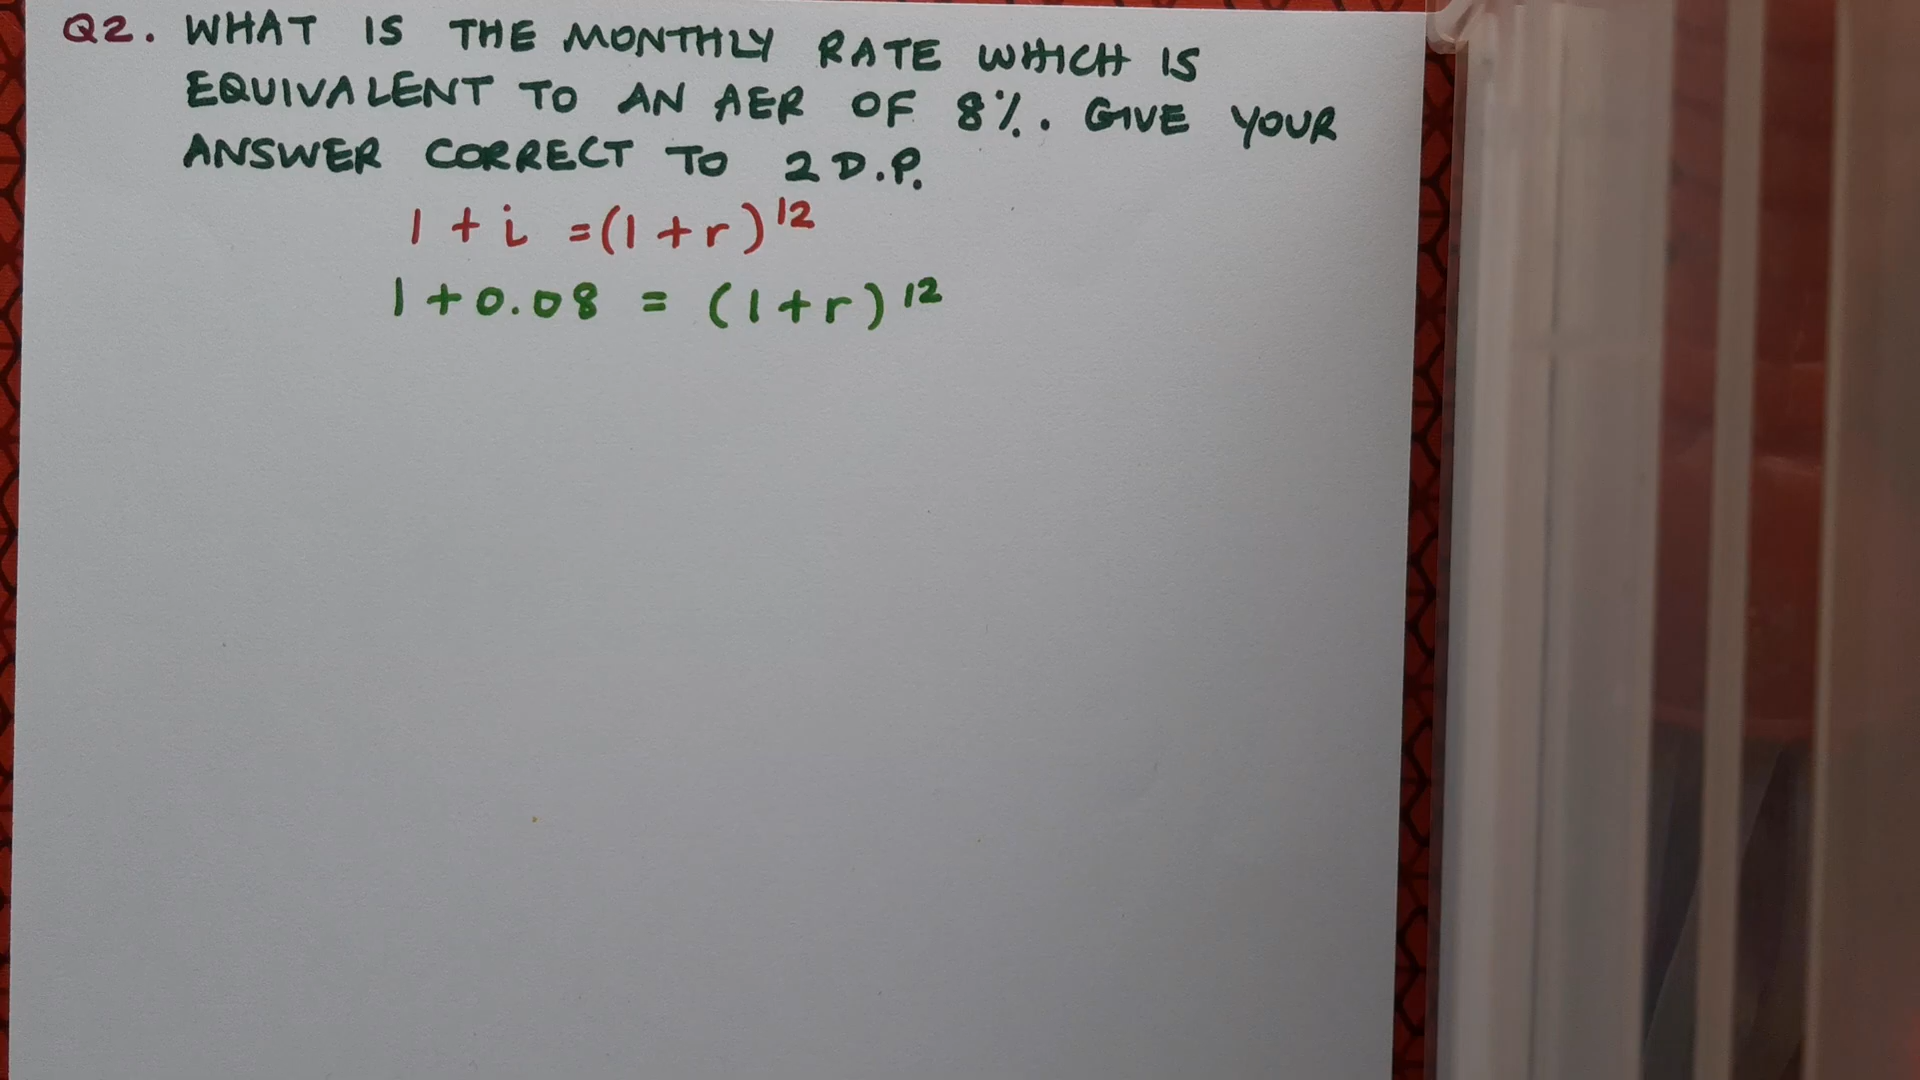 Q2. WHAT IS THE MONTHLY RATE WHICH IS
EQUIVALENT TO AN AER OF 8%. GIVE YOUR
ANSWER CORRECT TO 2 D.P.
1 + i = (1 + r)^12
1 + 0.08 = (1 + r)^12